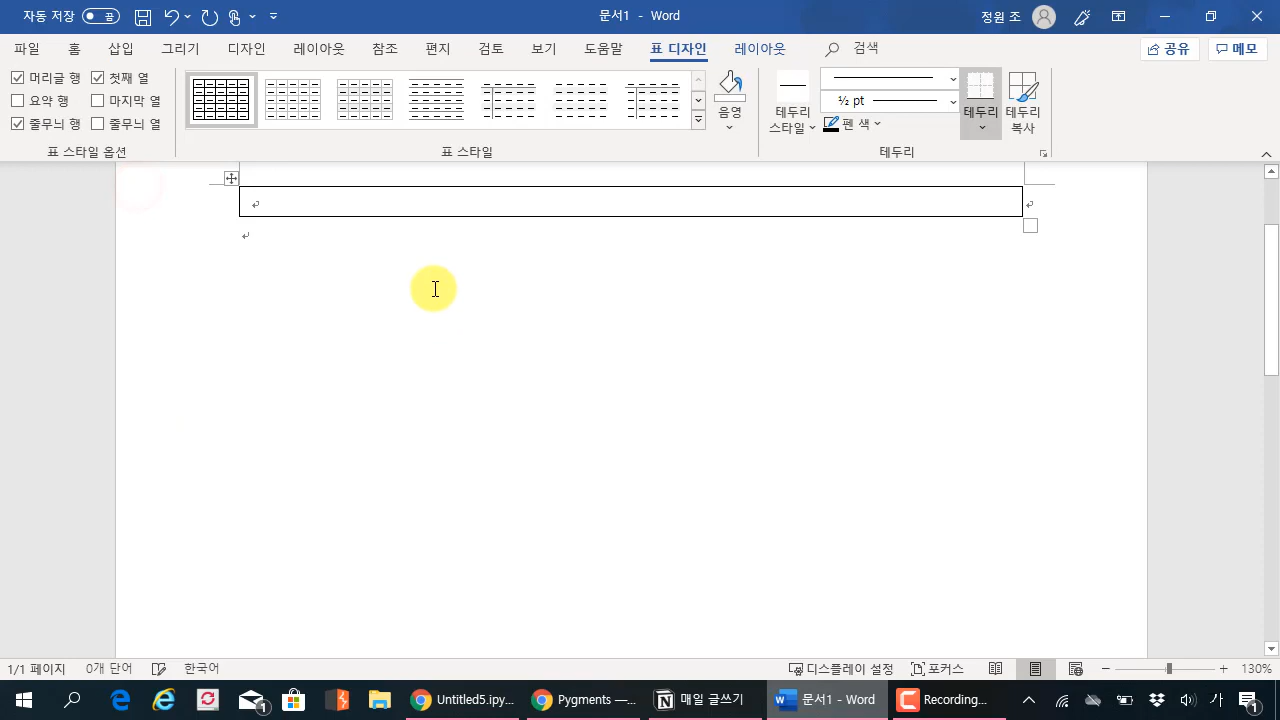 자동 저장 끔
문서1 - Word
정원 조
파일 홈 삽입 그리기 디자인 레이아웃 참조 편지 검토 보기 도움말 표 디자인 레이아웃 검색 공유 메모
머리글 행 첫째 열
요약 행 마지막 열
줄무늬 행 줄무늬 열
표 스타일 옵션
표 스타일
음영
테두리
스타일
½ pt
펜 색
테두리
테두리
복사
테두리
1/1 페이지 0개 단어 한국어 디스플레이 설정 포커스 130%
1 Untitled5.ipy... Pygments —... 매일 글쓰기 문서1 - Word Recording... 1